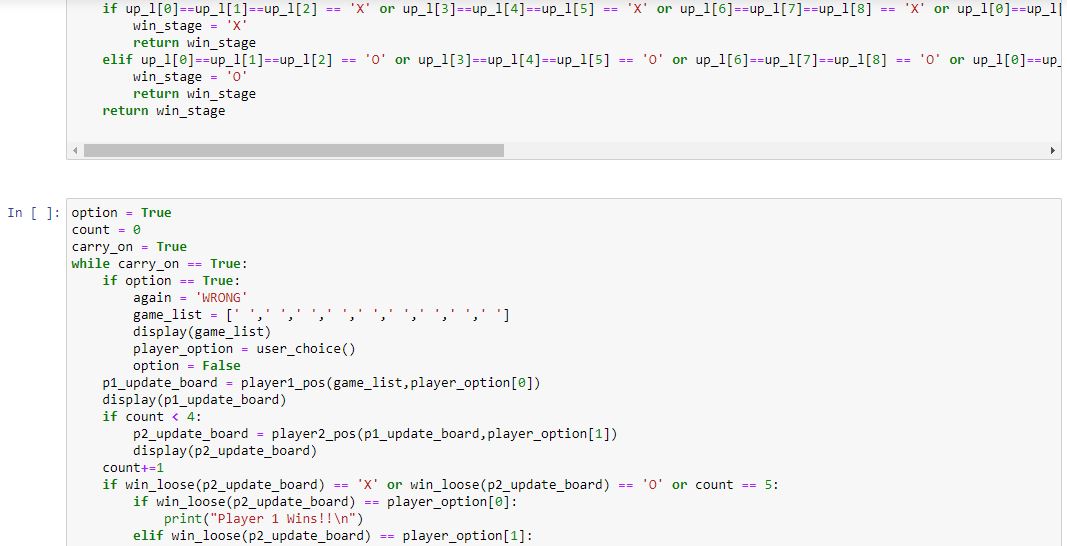 if up_l[0]==up_l[1]==up_l[2] == 'X' or up_l[3]==up_l[4]==up_l[5] == 'X' or up_l[6]==up_l[7]==up_l[8] == 'X' or up_l[0]==up_l[
        win_stage = 'X'
        return win_stage
    elif up_l[0]==up_l[1]==up_l[2] == 'O' or up_l[3]==up_l[4]==up_l[5] == 'O' or up_l[6]==up_l[7]==up_l[8] == 'O' or up_l[0]==up_
        win_stage = 'O'
        return win_stage
    return win_stage
In [ ]: option = True
count = 0
carry_on = True
while carry_on == True:
    if option == True:
        again = 'WRONG'
        game_list = [' ',' ',' ',' ',' ',' ',' ',' ',' ']
        display(game_list)
        player_option = user_choice()
        option = False
    p1_update_board = player1_pos(game_list,player_option[0])
    display(p1_update_board)
    if count < 4:
        p2_update_board = player2_pos(p1_update_board,player_option[1])
        display(p2_update_board)
    count+=1
    if win_loose(p2_update_board) == 'X' or win_loose(p2_update_board) == 'O' or count == 5:
        if win_loose(p2_update_board) == player_option[0]:
            print("Player 1 Wins!!\n")
        elif win_loose(p2_update_board) == player_option[1]: